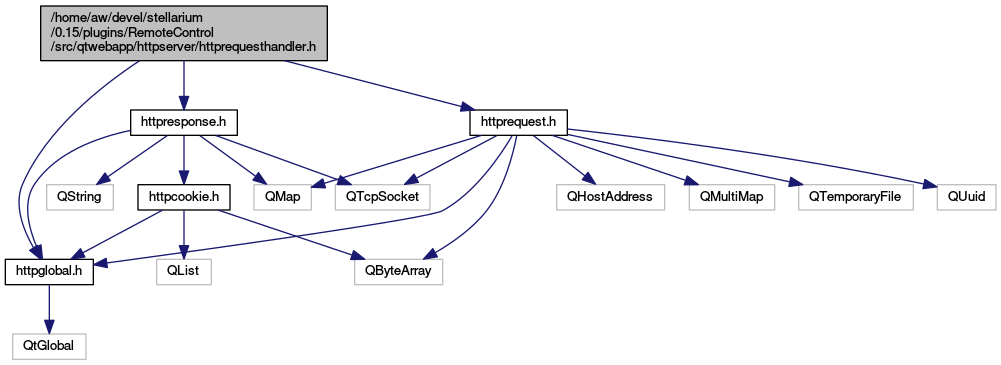 /home/aw/devel/stellarium
/0.15/plugins/RemoteControl
/src/qtwebapp/httpserver/httprequesthandler.h
httpresponse.h
httprequest.h
QString
httpcookie.h
QMap
QTcpSocket
QHostAddress
QMultiMap
QTemporaryFile
QUuid
httpglobal.h
QList
QByteArray
QtGlobal